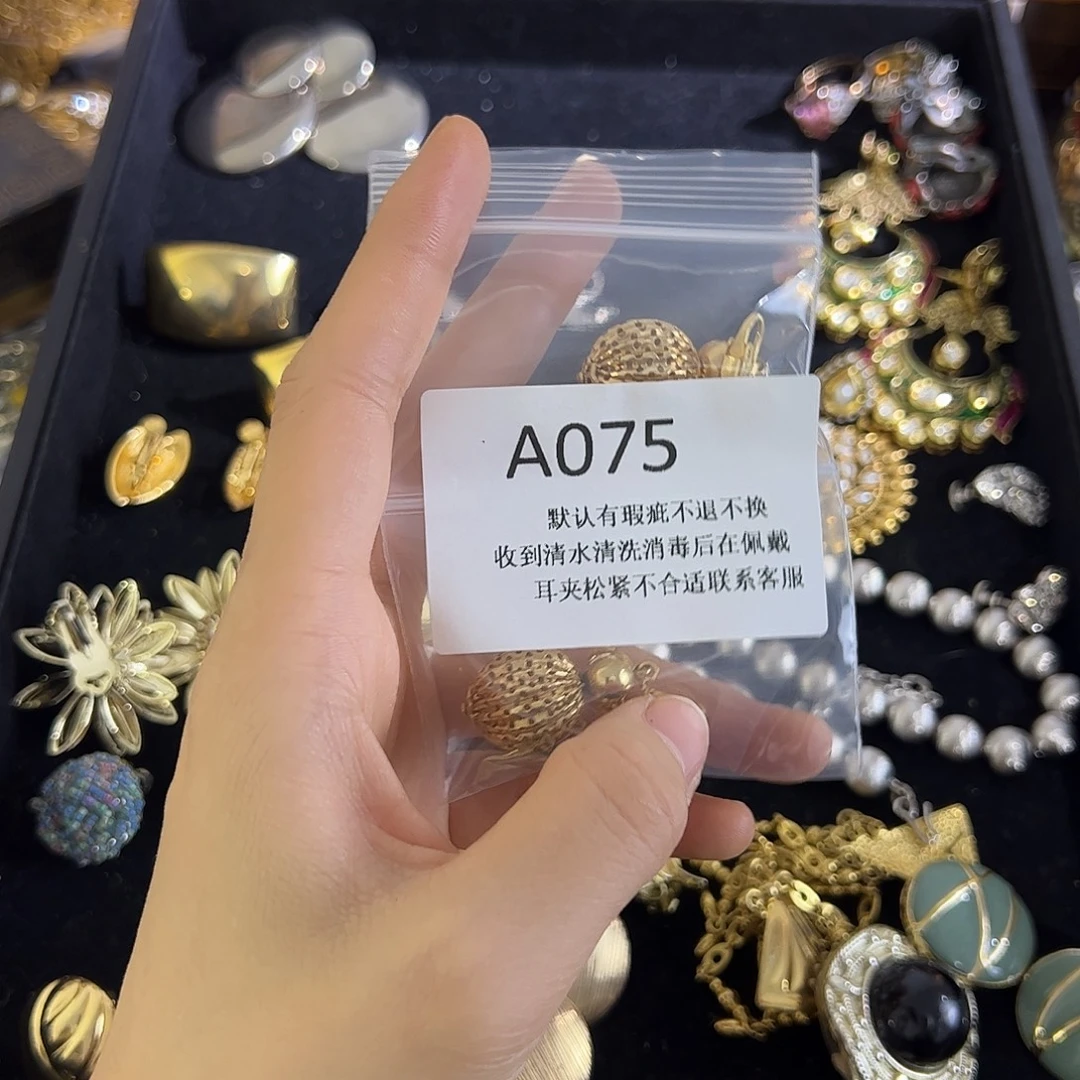 A075
默认有瑕疵不退不换
收到清水清洗消毒后在佩戴
耳夹松紧不合适联系客服